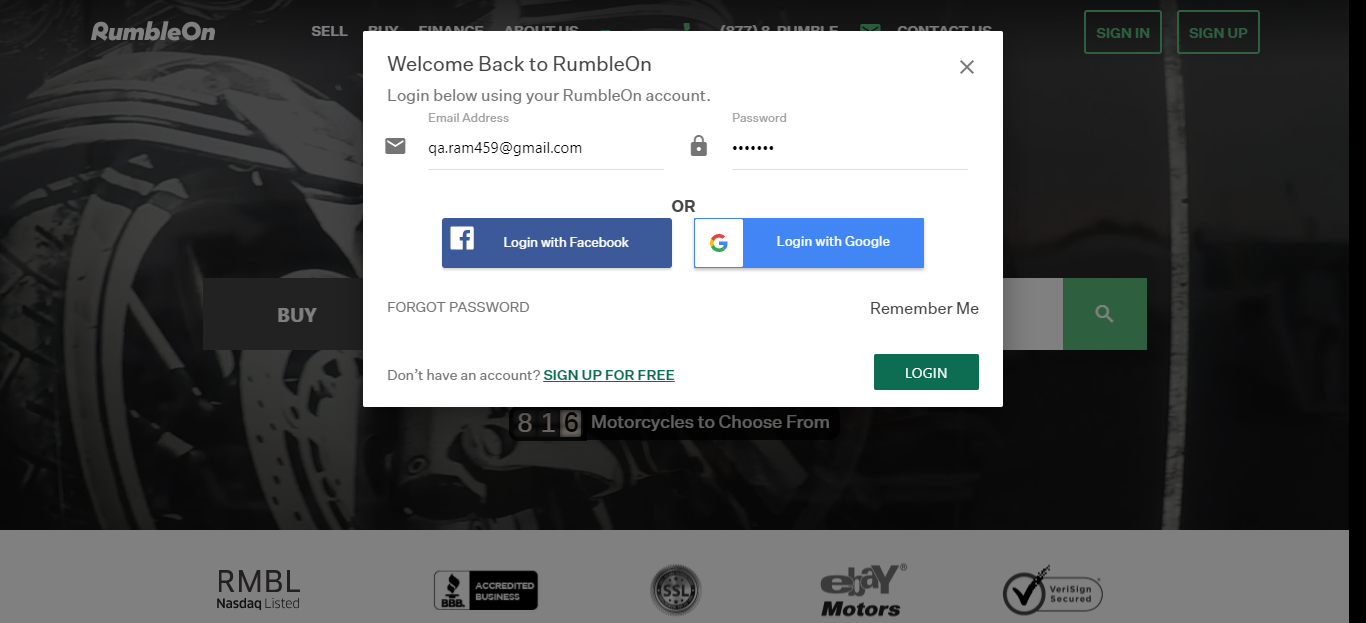 RumbleOn
SELL BUY FINANCE ABOUT US (877) 8-RUMBLE CONTACT US SIGN IN SIGN UP
Welcome Back to RumbleOn
Login below using your RumbleOn account.
Email Address Password
qa.ram459@gmail.com •••••••
OR
Login with Facebook Login with Google
BUY
FORGOT PASSWORD Remember Me
Don't have an account? SIGN UP FOR FREE LOGIN
816 Motorcycles to Choose From
RMBL
Nasdaq Listed
BBB. ACCREDITED
BUSINESS
SSL
ebay®
Motors
VeriSign
Secured